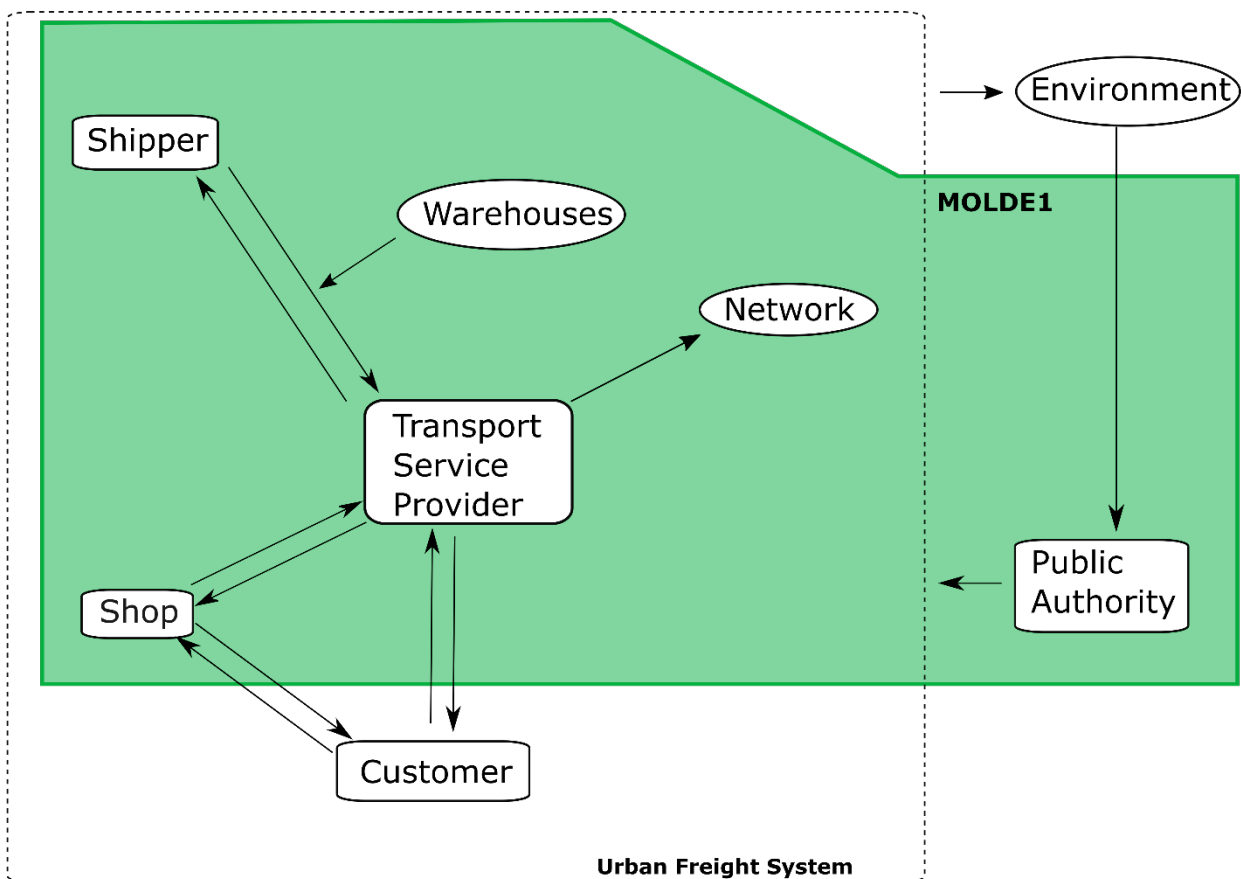 Environment
Shipper
MOLDE1
Warehouses
Network
Transport
Service
Provider
Public
Authority
Shop
Customer
Urban Freight System